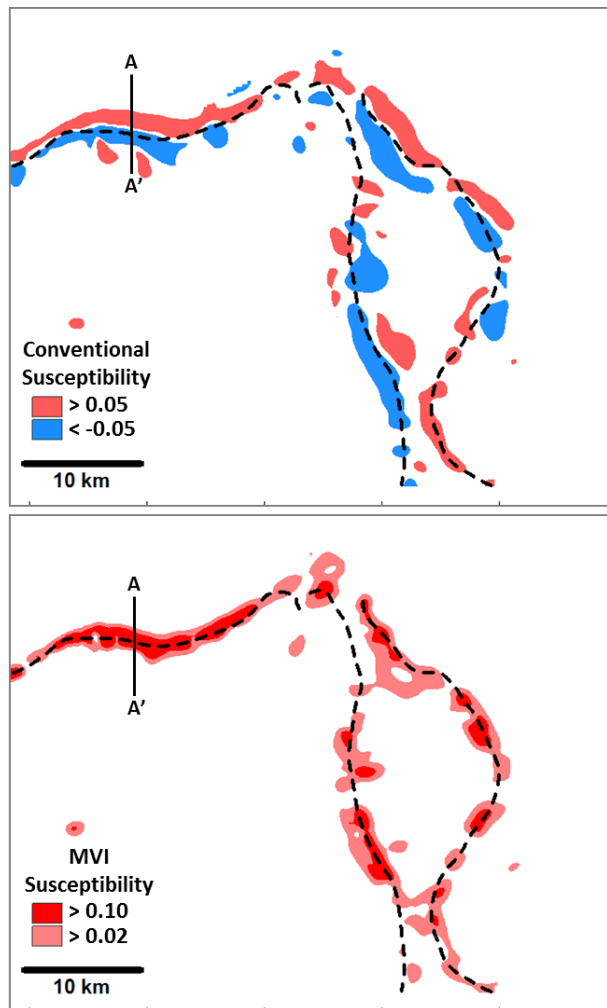 A
A'
Conventional
Susceptibility
> 0.05
< -0.05
10 km
A
A'
MVI
Susceptibility
> 0.10
> 0.02
10 km